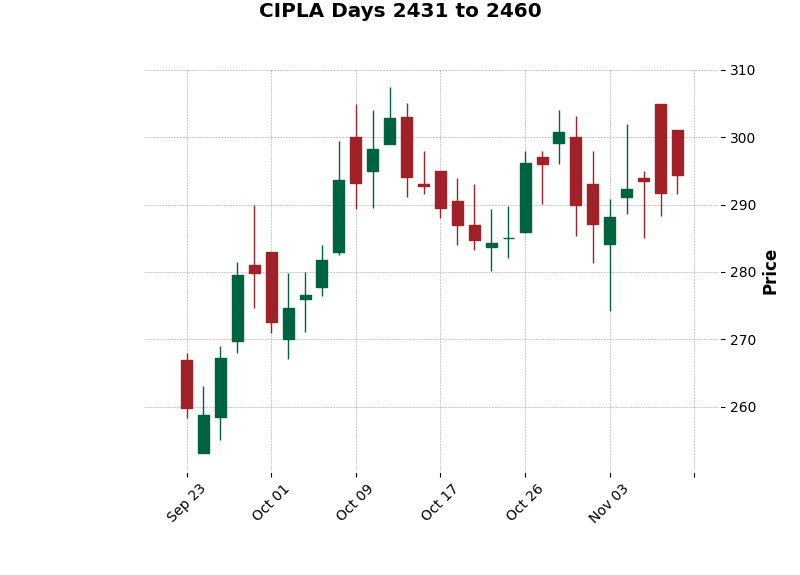 CIPLA Days 2431 to 2460
310
300
290
280
270
260
Price
Sep 23
Oct 01
Oct 09
Oct 17
Oct 26
Nov 03